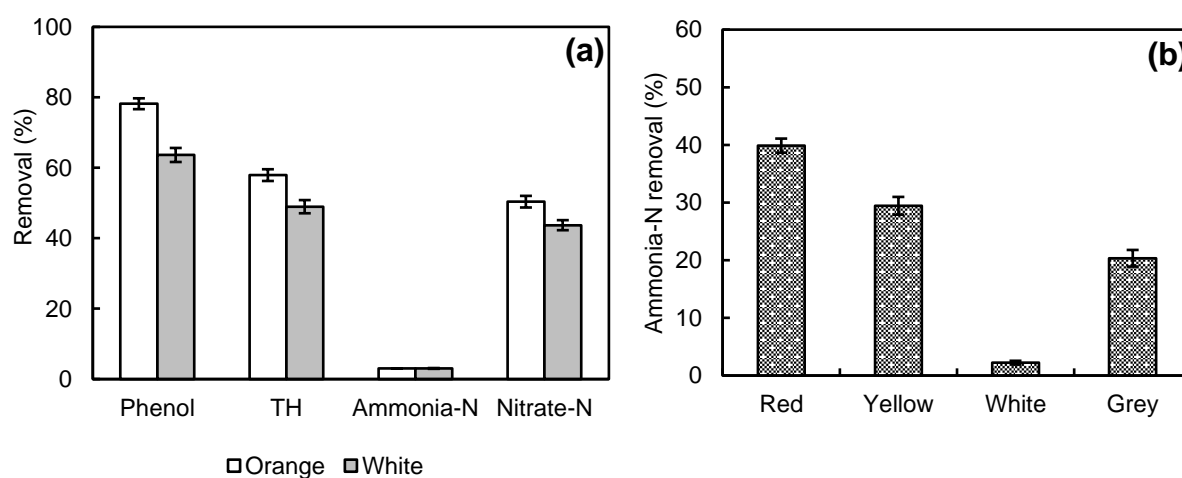 (a)
Removal (%)
100
80
60
40
20
0
Phenol TH Ammonia-N Nitrate-N
Orange White
(b)
Ammonia-N removal (%)
60
50
40
30
20
10
0
Red Yellow White Grey